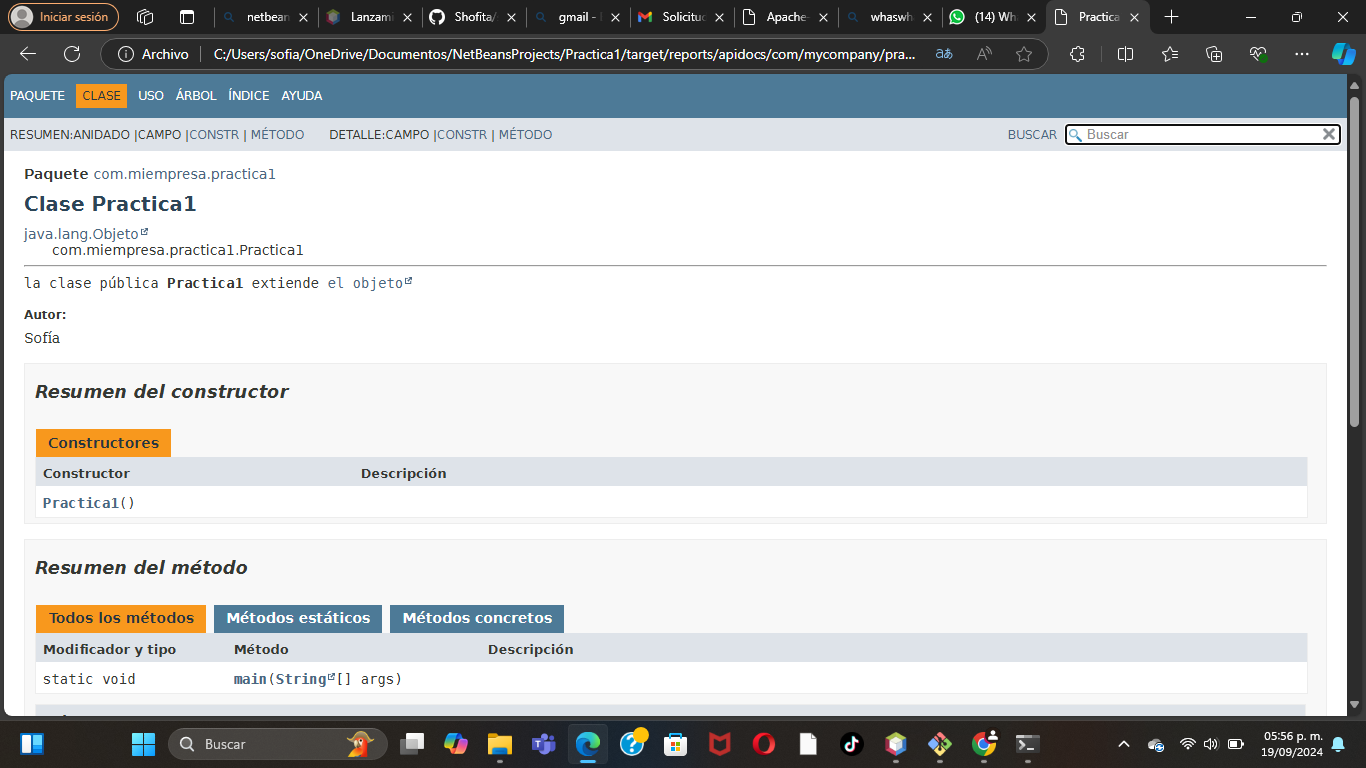 Iniciar sesión
netbean
Lanzami
Shofita/
gmail - 
Solicituc
Apache-
whaswh
(14) Wh
Practica
Archivo
C:/Users/sofia/OneDrive/Documentos/NetBeansProjects/Practica1/target/reports/apidocs/com/mycompany/pra...
PAQUETE CLASE USO ÁRBOL ÍNDICE AYUDA
RESUMEN:ANIDADO |CAMPO |CONSTR | MÉTODO DETALLE:CAMPO |CONSTR | MÉTODO BUSCAR Buscar
Paquete com.miempresa.practica1
Clase Practica1
java.lang.Objeto
com.miempresa.practica1.Practica1
la clase pública Practica1 extiende el objeto
Autor:
Sofía
Resumen del constructor
Constructores
Constructor Descripción
Practica1()
Resumen del método
Todos los métodos Métodos estáticos Métodos concretos
Modificador y tipo Método Descripción
static void main(String[] args)
Buscar
05:56 p. m.
19/09/2024